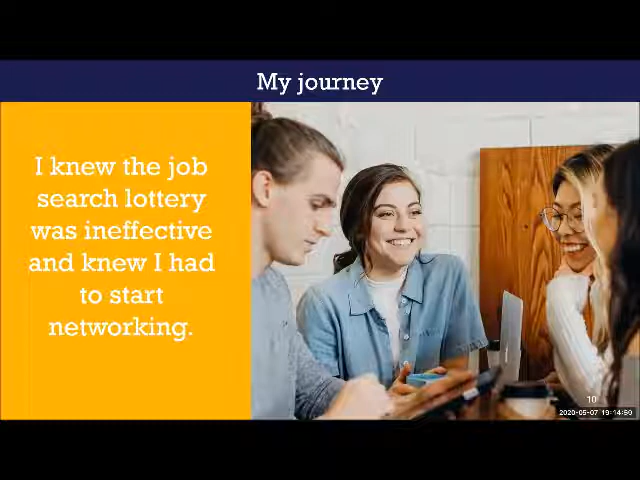 My journey
I knew the job
search lottery
was ineffective
and knew I had
to start
networking.
10
2020-05-07 19:14:50